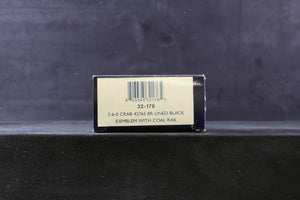 32-176
2-6-0 CRAB 42765 BR LINED BLACK
E/EMBLEM WITH COAL RAIL